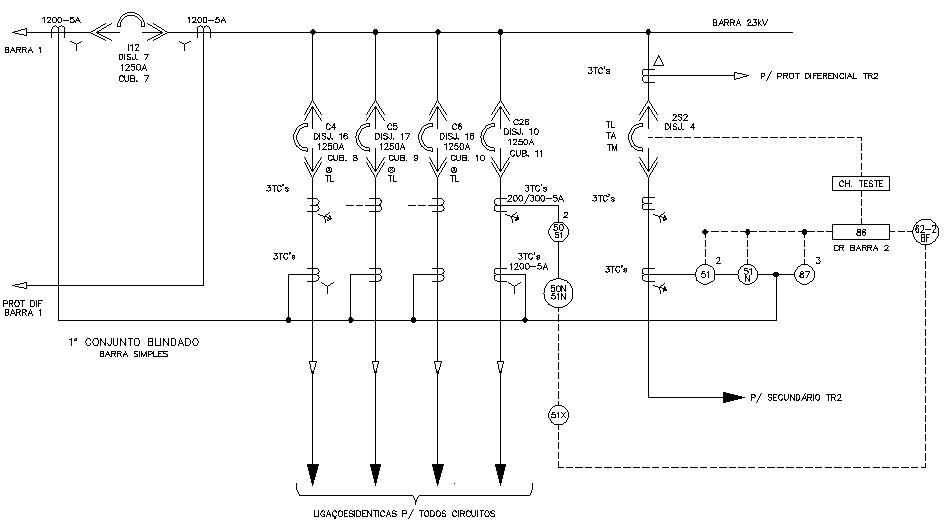 1200-5A
1200-5A
BARRA 23kV
BARRA 1
I12
DISJ. 7
1250A
CUB. 7
3TC's
P/ PROT DIFERENCIAL TR2
C4
DISJ. 16
1250A
CUB. 8
C5
DISJ. 17
1250A
CUB. 9
C6
DISJ. 18
1250A
CUB. 10
C26
DISJ. 10
1250A
CUB. 11
TL
TA
TM
2S2
DISJ. 4
TL
TL
TL
CH. TESTE
3TC's
3TC's
200/300-5A
3TC's
2
50
51
86
CR BARRA 2
62-2
BF
3TC's
3TC's
1200-5A
3TC's
51
2
51
N
87
3
50N
51N
PROT DIF
BARRA 1
1º CONJUNTO BLINDADO
BARRA SIMPLES
P/ SECUNDÁRIO TR2
51X
LIGAÇOESIDENTICAS P/ TODOS CIRCUITOS